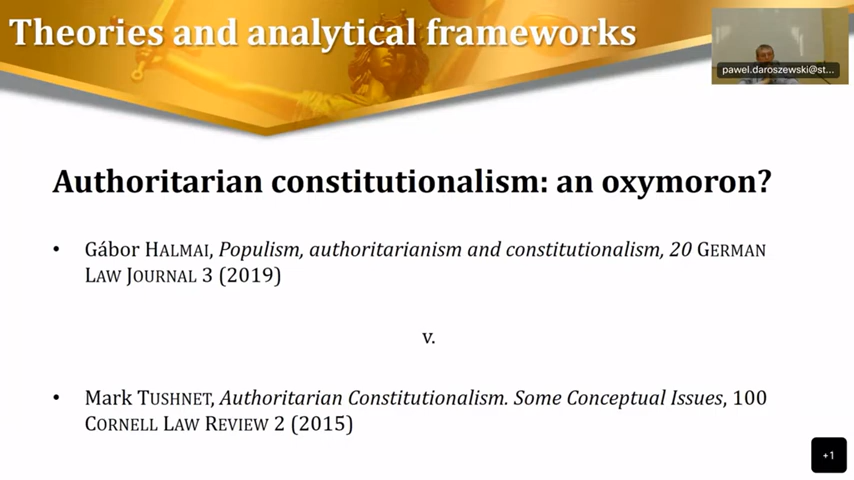 Theories and analytical frameworks
pawel.daroszewski@st...
Authoritarian constitutionalism: an oxymoron?
• Gábor HALMAI, Populism, authoritarianism and constitutionalism, 20 GERMAN
LAW JOURNAL 3 (2019)
v.
• Mark TUSHNET, Authoritarian Constitutionalism. Some Conceptual Issues, 100
CORNELL LAW REVIEW 2 (2015)
+1